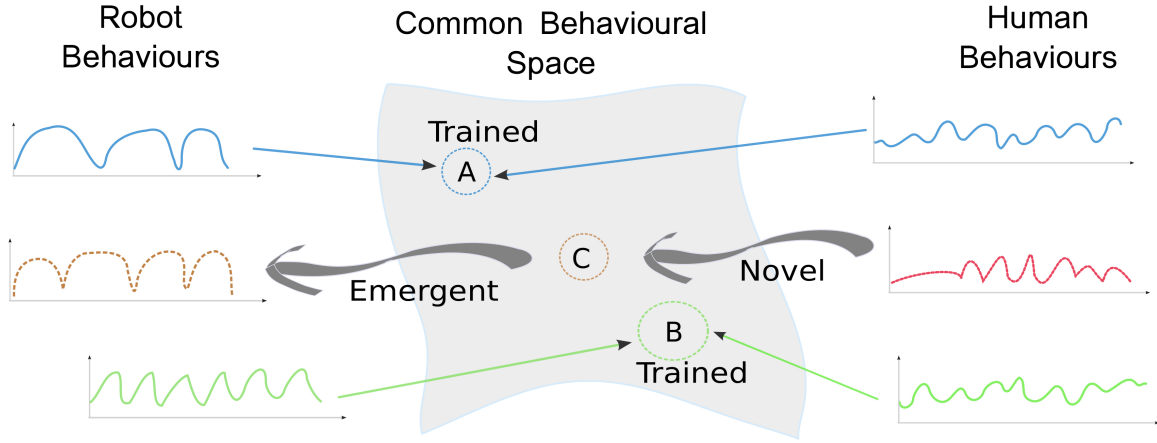 Robot
Behaviours
Common Behavioural
Space
Human
Behaviours
Trained
A
C
Novel
Emergent
B
Trained